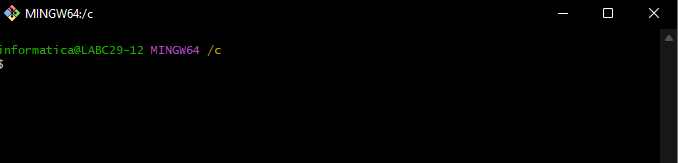 MINGW64:/c
informatica@LABC29-12 MINGW64 /c
$